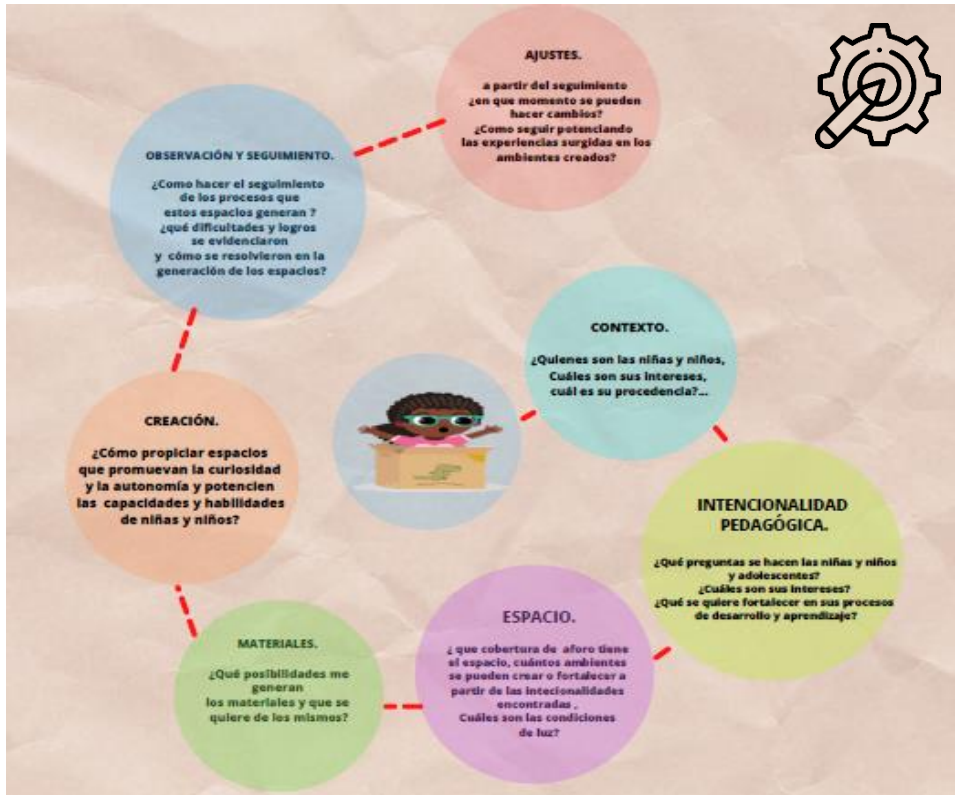 AJUSTES.
a partir del seguimiento
¿en que momento se pueden
hacer cambios?
¿Como seguir potenciando
las experiencias surgidas en los
ambientes creados?
OBSERVACIÓN Y SEGUIMIENTO.
¿Como hacer el seguimiento
de los procesos que
estos espacios generan ?
¿qué dificultades y logros
se evidenciaron
y cómo se resolvieron en la
generación de los espacios?
CONTEXTO.
¿Quienes son las niñas y niños,
Cuáles son sus intereses,
cuál es su procedencia?...
CREACIÓN.
¿Cómo propiciar espacios
que promuevan la curiosidad
y la autonomía y potencien
las capacidades y habilidades
de niñas y niños?
INTENCIONALIDAD
PEDAGÓGICA.
¿Qué preguntas se hacen las niñas y niños
y adolescentes?
¿Cuáles son sus intereses?
¿Qué se quiere fortalecer en sus procesos
de desarrollo y aprendizaje?
ESPACIO.
¿ que cobertura de aforo tiene
el espacio, cuántos ambientes
se pueden crear o fortalecer a
partir de las intecionalidades
encontradas ,
Cuáles son las condiciones
de luz?
MATERIALES.
¿Qué posibilidades me
generan
los materiales y que se
quiere de los mismos?